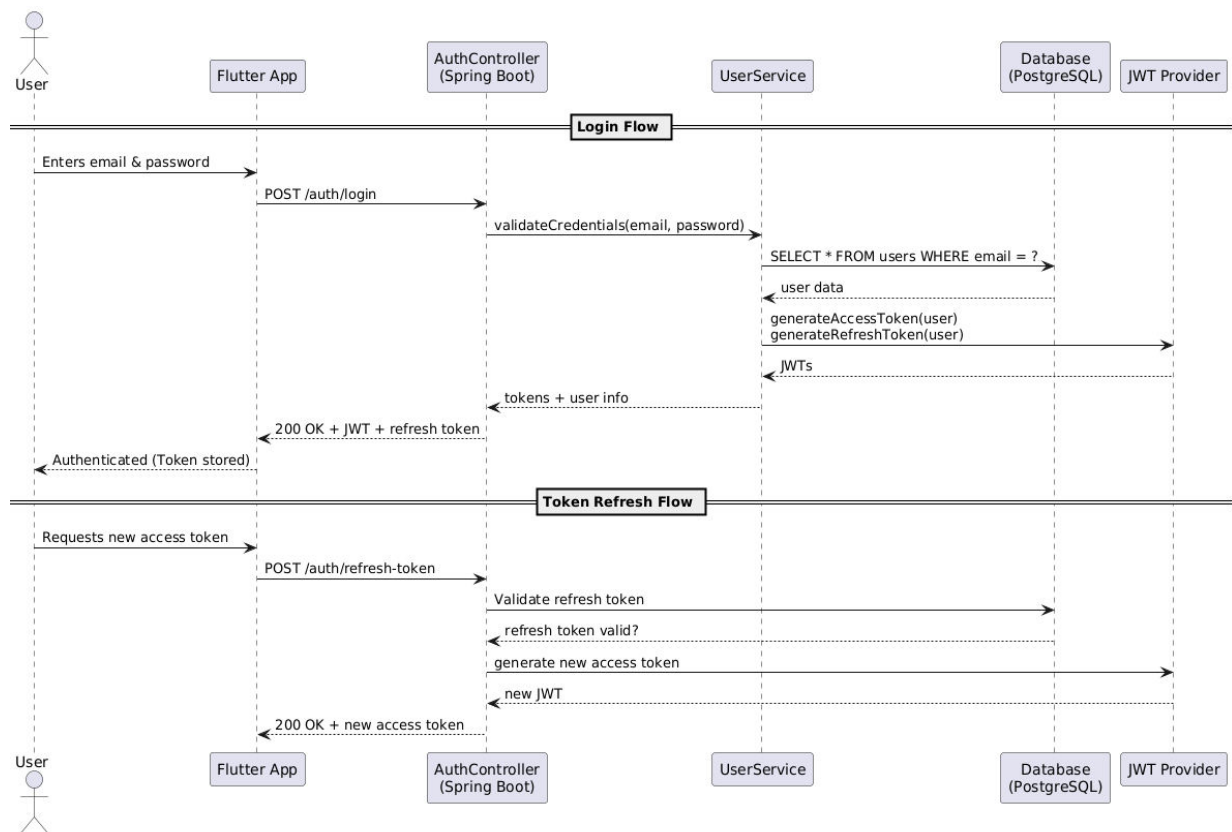 User
Flutter App
AuthController
(Spring Boot)
UserService
Database
(PostgreSQL)
JWT Provider
Login Flow
Enters email & password
POST /auth/login
validateCredentials(email, password)
SELECT * FROM users WHERE email = ?
user data
generateAccessToken(user)
generateRefreshToken(user)
JWTs
tokens + user info
200 OK + JWT + refresh token
Authenticated (Token stored)
Token Refresh Flow
Requests new access token
POST /auth/refresh-token
Validate refresh token
refresh token valid?
generate new access token
new JWT
200 OK + new access token
User
Flutter App
AuthController
(Spring Boot)
UserService
Database
(PostgreSQL)
JWT Provider